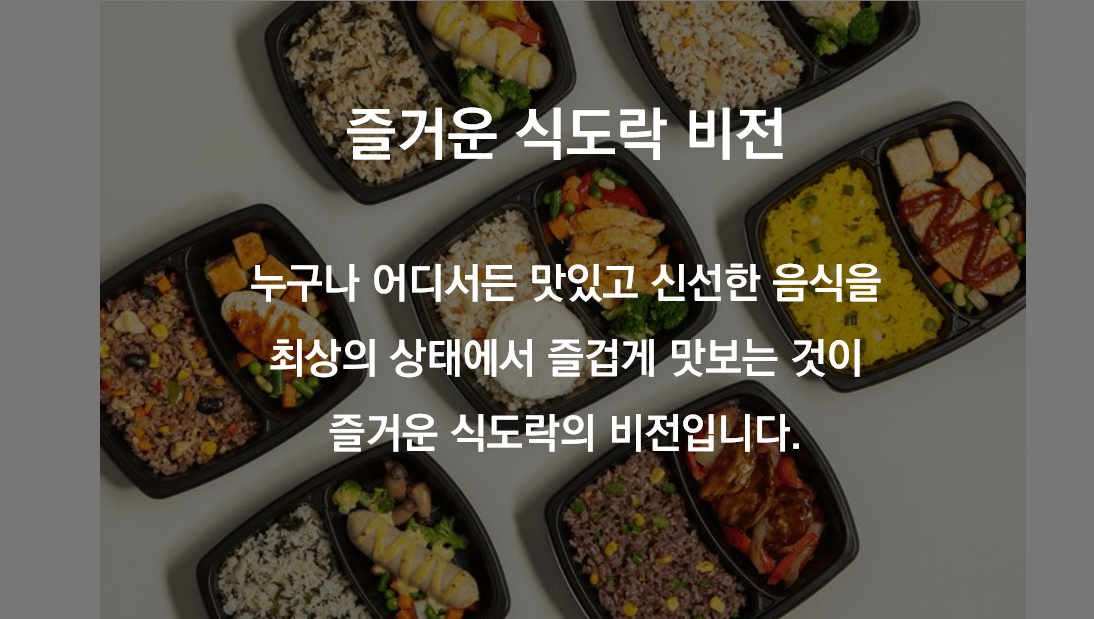 즐거운 식도락 비전
누구나 어디서든 맛있고 신선한 음식을
최상의 상태에서 즐겁게 맛보는 것이
즐거운 식도락의 비전입니다.